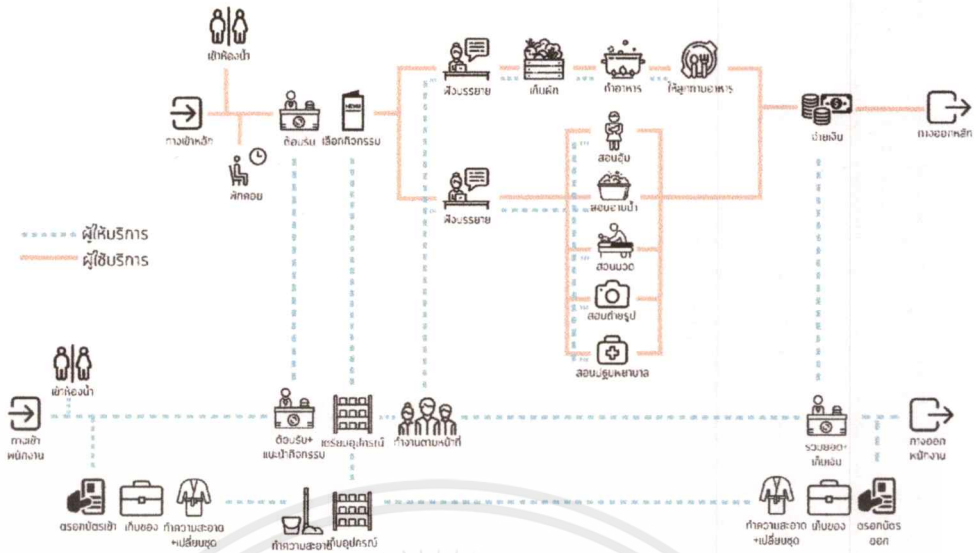 เข้าห้องน้ำ
ทางเข้าหลัก
ต้อนรับ
MENU
เลือกกิจกรรม
พักคอย
ฟังบรรยาย
เก็บผัก
ทำอาหาร
ให้ลูกทานอาหาร
จ่ายเงิน
ทางออกหลัก
ฟังบรรยาย
สอนอุ้ม
สอนอาบน้ำ
สอนนวด
สอนถ่ายรูป
สอนปฐมพยาบาล
ผู้ให้บริการ
ผู้ใช้บริการ
เข้าห้องน้ำ
ทางเข้า
พนักงาน
ต้อนรับ+
แนะนำกิจกรรม
เตรียมอุปกรณ์
ทำงานตามหน้าที่
รวมยอด+
เก็บเงิน
ทางออก
พนักงาน
ตรอกบัตรเข้า
เก็บของ
ทำความสะอาด
+เปลี่ยนชุด
ทำความสะอาด
เก็บอุปกรณ์
ทำความสะอาด
+เปลี่ยนชุด
เก็บของ
ตรอกบัตร
ออก